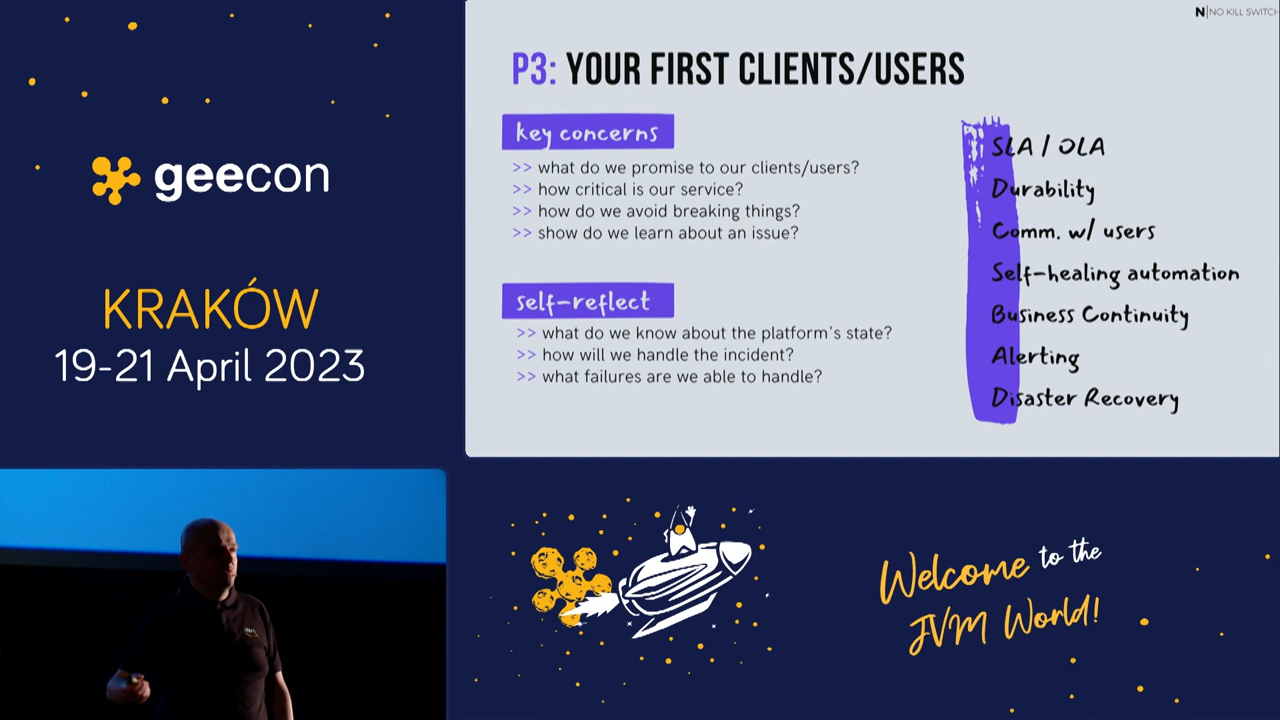 geecon
KRAKÓW
19-21 April 2023
N|NO KILL SWITCH
P3: YOUR FIRST CLIENTS/USERS
key concerns
>> what do we promise to our clients/users?
>> how critical is our service?
>> how do we avoid breaking things?
>> show do we learn about an issue?
self-reflect
>> what do we know about the platform's state?
>> how will we handle the incident?
>> what failures are we able to handle?
SLA / OLA
Durability
Comm. w/ users
Self-healing automation
Business Continuity
Alerting
Disaster Recovery
Welcome to the
JVM World!